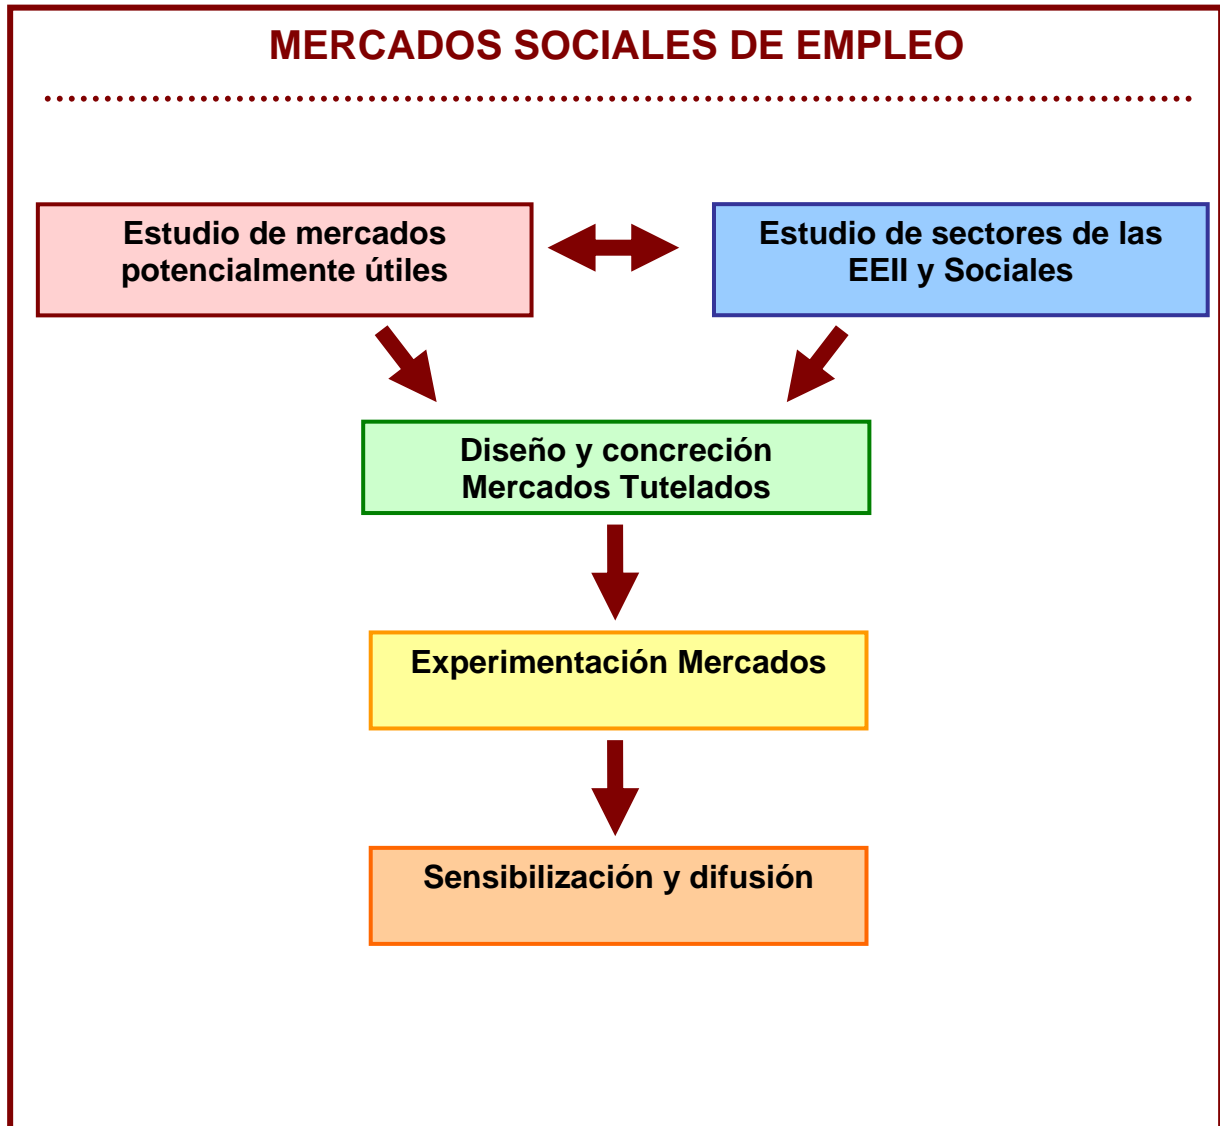 MERCADOS SOCIALES DE EMPLEO
Estudio de mercados
potencialmente útiles
Estudio de sectores de las
EEII y Sociales
Diseño y concreción
Mercados Tutelados
Experimentación Mercados
Sensibilización y difusión